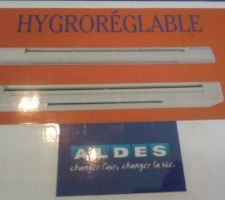 HYGRORÉGLABLE
ALDES
changer l'air, changer la vie.